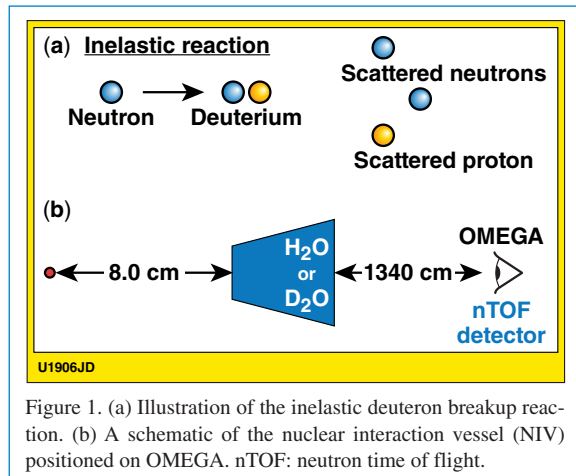 (a) Inelastic reaction
Neutron
Deuterium
Scattered neutrons
Scattered proton
(b)
8.0 cm
H₂O
or
D₂O
1340 cm
OMEGA
nTOF
detector
U1906JD
Figure 1. (a) Illustration of the inelastic deuteron breakup reac-
tion. (b) A schematic of the nuclear interaction vessel (NIV)
positioned on OMEGA. nTOF: neutron time of flight.